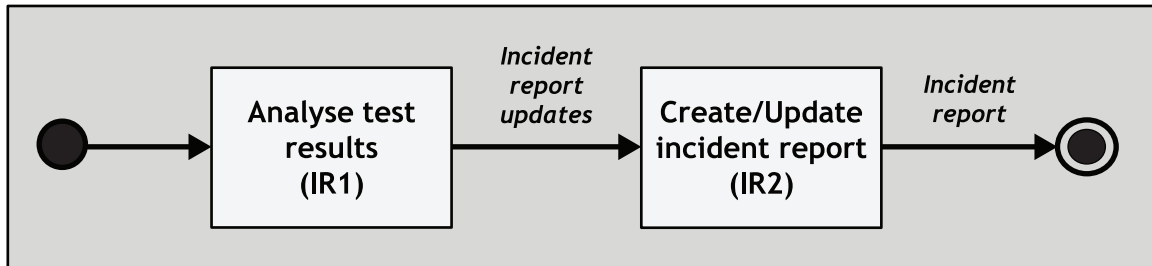 Analyse test
results
(IR1)
Incident
report
updates
Create/Update
incident report
(IR2)
Incident
report